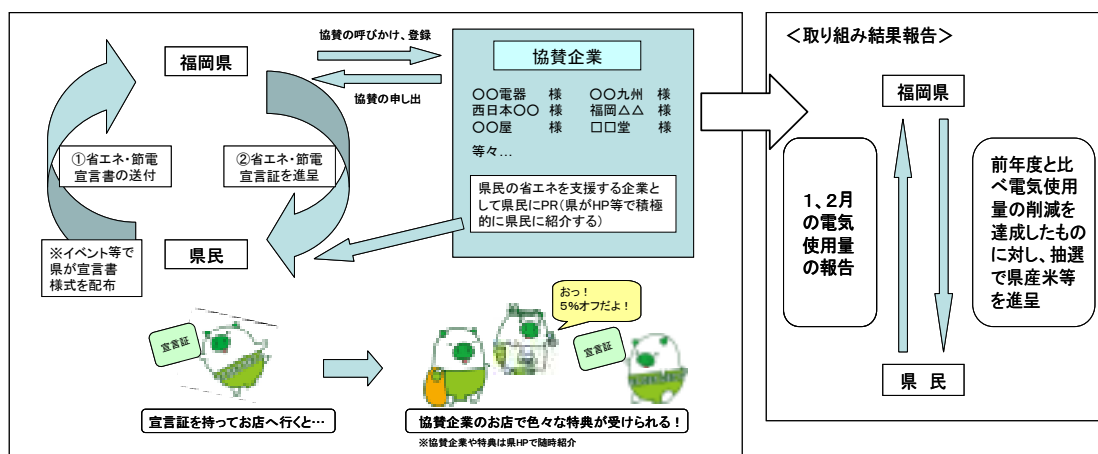 協賛の呼びかけ、登録
福岡県
協賛の申し出
協賛企業
○○電器 様 ○○九州 様
西日本○○ 様 福岡△△ 様
○○屋 様 □□堂 様
等々…
①省エネ・節電
宣言書の送付
②省エネ・節電
宣言証を進呈
県民の省エネを支援する企業と
して県民にPR(県がHP等で積極
的に県民に紹介する)
※イベント等で
県が宣言書
様式を配布
県民
宣言証
おっ!
5%オフだよ!
宣言証
宣言証を持ってお店へ行くと…
協賛企業のお店で色々な特典が受けられる!
※協賛企業や特典は県HPで随時紹介
<取り組み結果報告>
福岡県
1、2月
の電気
使用量
の報告
前年度と比
べ電気使用
量の削減を
達成したもの
に対し、抽選
で県産米等
を進呈
県 民